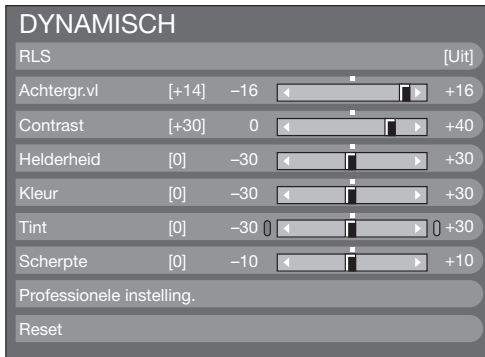 DYNAMISCH
RLS [Uit]
Achtergr.vl [+14] –16 +16
Contrast [+30] 0 +40
Helderheid [0] –30 +30
Kleur [0] –30 +30
Tint [0] –30 +30
Scherpte [0] –10 +10
Professionele instelling.
Reset